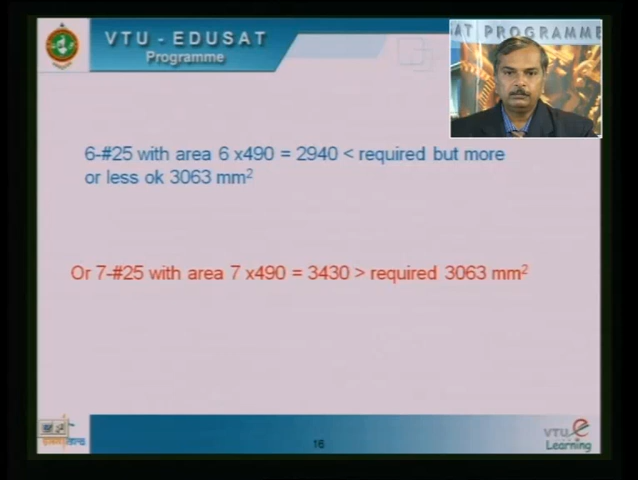 VTU - EDUSAT
Programme
SAT PROGRAMME
6-#25 with area 6 x490 = 2940 < required but more
or less ok 3063 mm²
Or 7-#25 with area 7 x490 = 3430 > required 3063 mm²
16
VTU
Learning